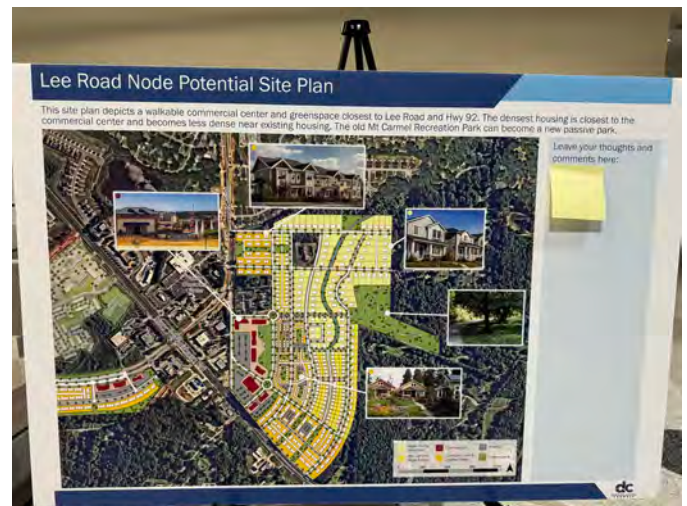 Lee Road Node Potential Site Plan
This site plan depicts a walkable commercial center and greenspace closest to Lee Road and Hwy 92. The densest housing is closest to the
commercial center and becomes less dense near existing housing. The old Mt Carmel Recreation Park can become a new passive park.
Leave your thoughts and
comments here:
dc